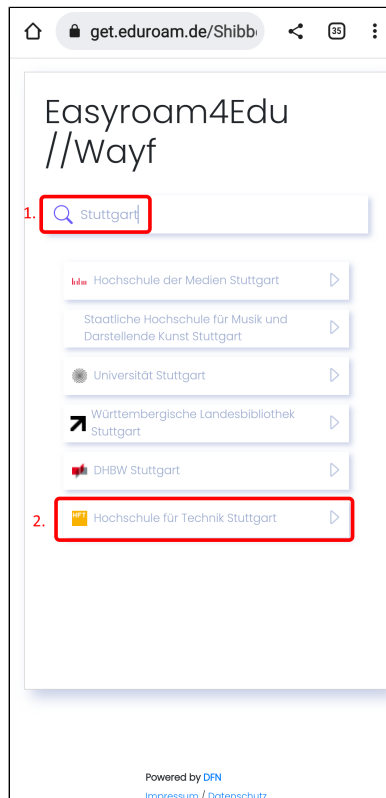 get.eduroam.de/Shibb
35
Easyroam4Edu
//Wayf
1.
Stuttgart
Hochschule der Medien Stuttgart
Staatliche Hochschule für Musik und
Darstellende Kunst Stuttgart
Universität Stuttgart
Württembergische Landesbibliothek
Stuttgart
DHBW Stuttgart
2.
Hochschule für Technik Stuttgart
Powered by DFN
Impressum / Datenschutz